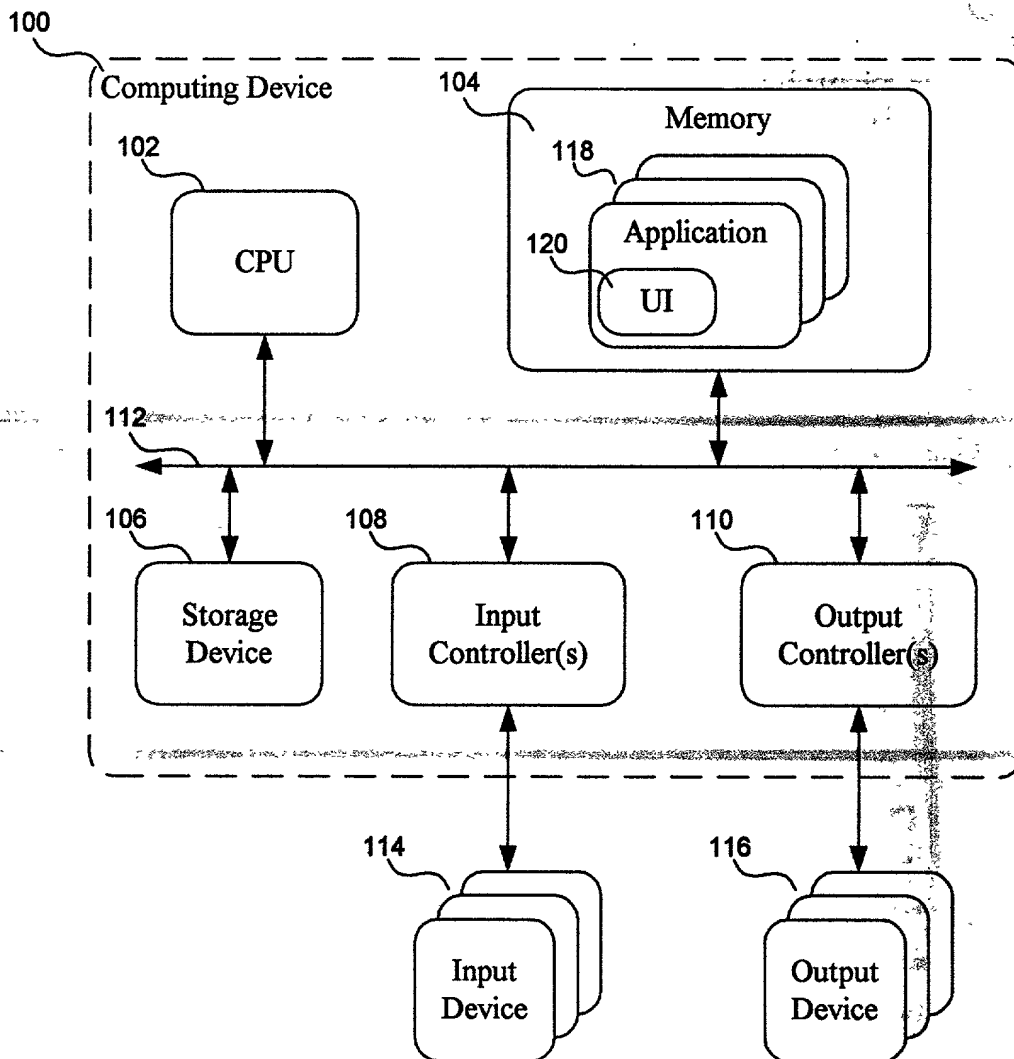 100
Computing Device
104
Memory
102
118
CPU
Application
120
UI
112
106
108
110
Storage
Device
Input
Controller(s)
Output
Controller(s)
114
116
Input
Device
Output
Device